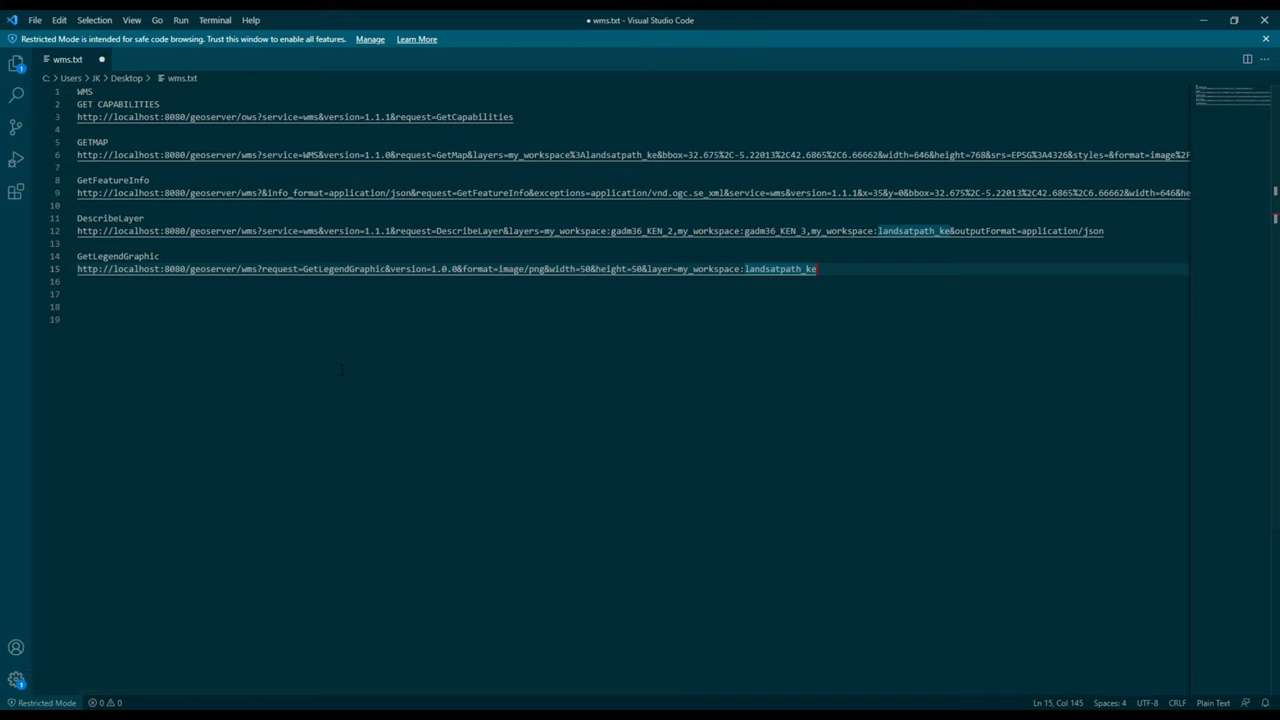 File Edit Selection View Go Run Terminal Help ● wms.txt - Visual Studio Code
Restricted Mode is intended for safe code browsing. Trust this window to enable all features. Manage Learn More
wms.txt
C: > Users > JK > Desktop > wms.txt
1 WMS
2 GET CAPABILITIES
3 http://localhost:8080/geoserver/ows?service=wms&version=1.1.1&request=GetCapabilities
4
5 GETMAP
6 http://localhost:8080/geoserver/wms?service=WMS&version=1.1.0&request=GetMap&layers=my_workspace%3Alandsatpath_ke&bbox=32.675%2C-5.22013%2C42.6865%2C6.66662&width=646&height=768&srs=EPSG%3A4326&styles=&format=image%2F
7
8 GetFeatureInfo
9 http://localhost:8080/geoserver/wms?&info_format=application/json&request=GetFeatureInfo&exceptions=application/vnd.ogc.se_xml&service=wms&version=1.1.1&x=35&y=0&bbox=32.675%2C-5.22013%2C42.6865%2C6.66662&width=646&he
10
11 DescribeLayer
12 http://localhost:8080/geoserver/wms?service=wms&version=1.1.1&request=DescribeLayer&layers=my_workspace:gadm36_KEN_2,my_workspace:gadm36_KEN_3,my_workspace:landsatpath_ke&outputFormat=application/json
13
14 GetLegendGraphic
15 http://localhost:8080/geoserver/wms?request=GetLegendGraphic&version=1.0.0&format=image/png&width=50&height=50&layer=my_workspace:landsatpath_ke
16
17
18
19
Restricted Mode 0 0 Ln 15, Col 145 Spaces: 4 UTF-8 CRLF Plain Text